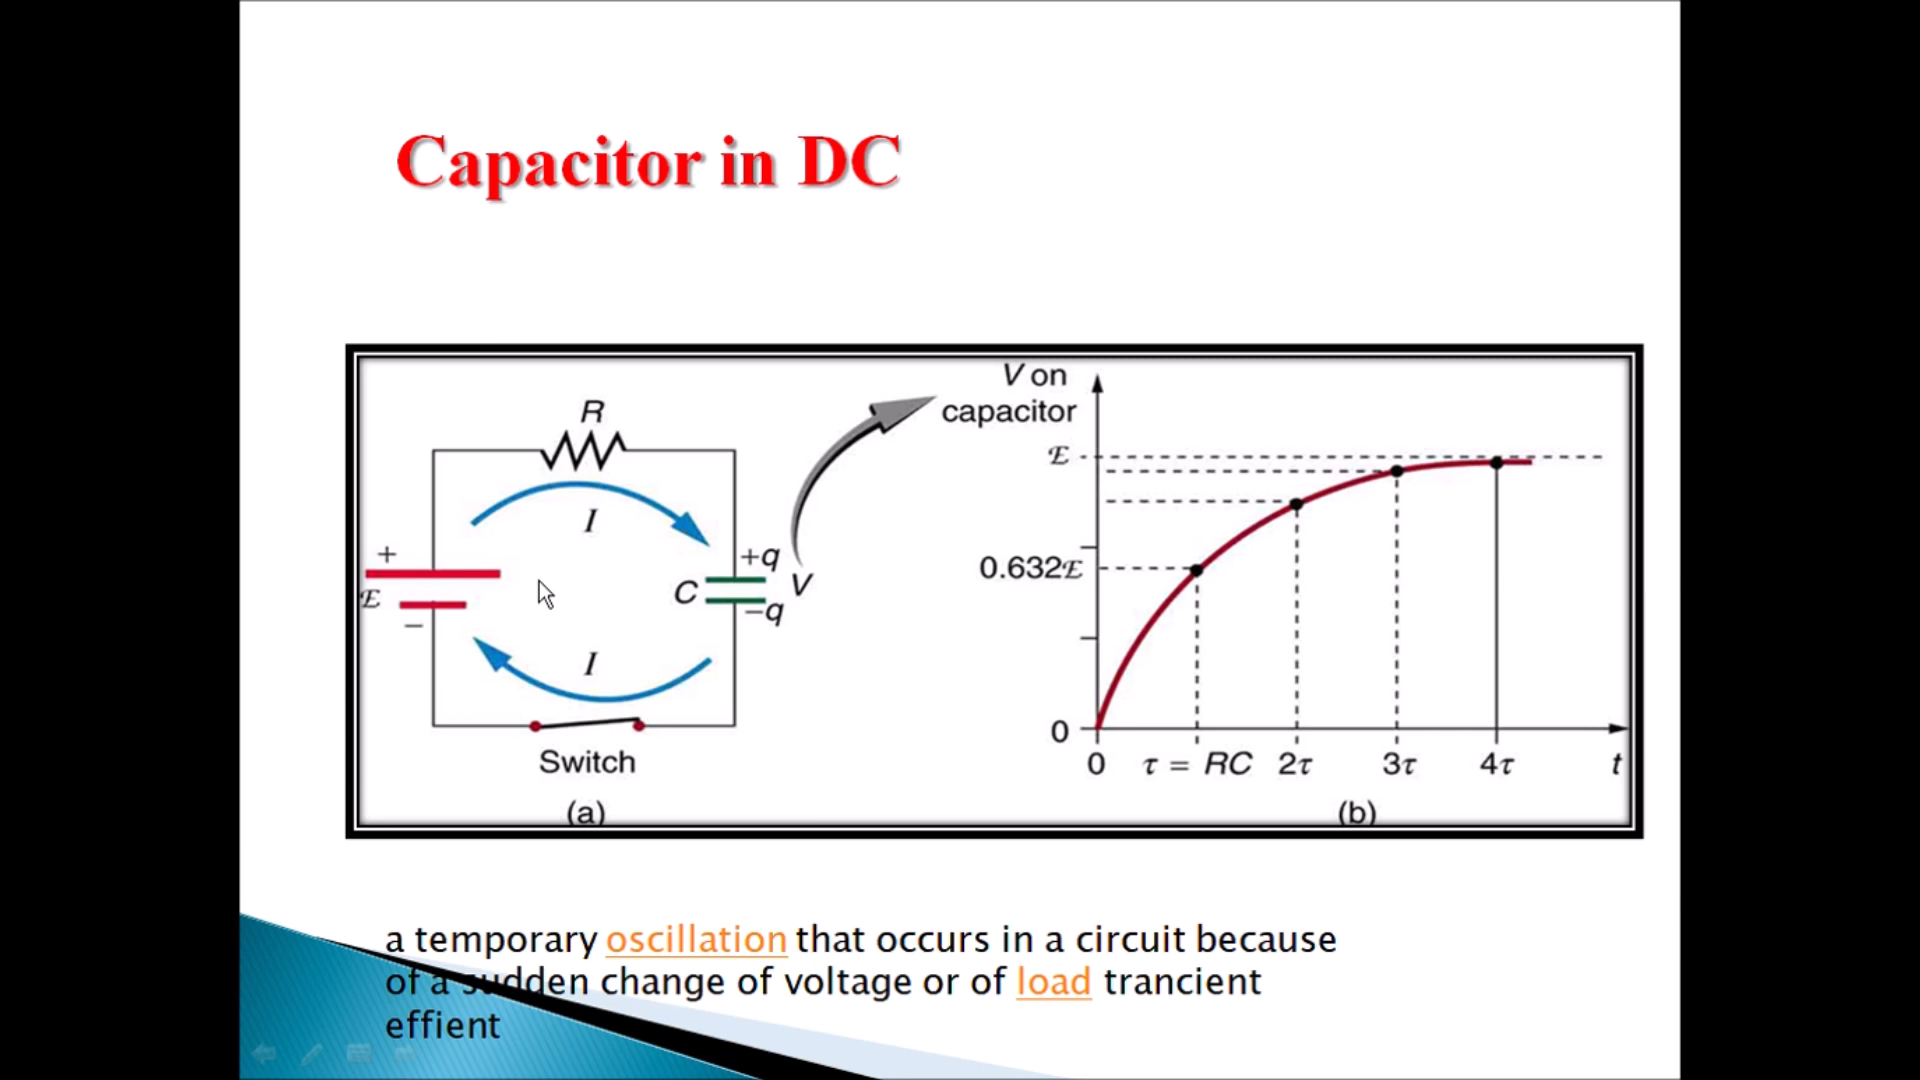 Capacitor in DC
V on
capacitor
R
ℰ
I
+
+q
0.632ℰ
ℰ
C
V
−q
−
I
0
Switch
0
τ = RC
2τ
3τ
4τ
t
(a)
(b)
a temporary oscillation that occurs in a circuit because
of a sudden change of voltage or of load trancient
effient